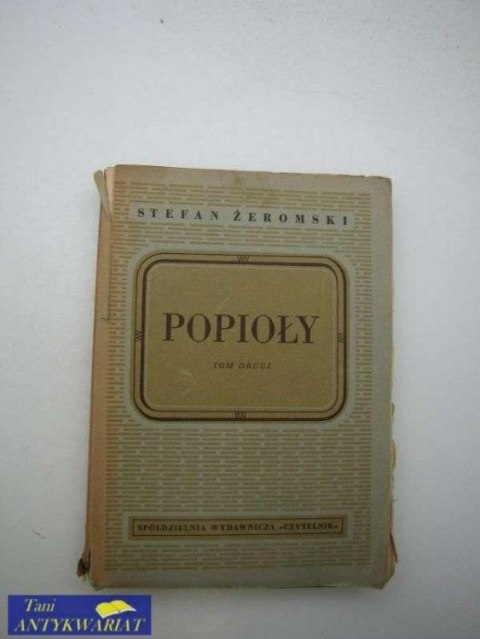 STEFAN ŻEROMSKI
POPIOŁY
TOM DRUGI
SPÓŁDZIELNIA WYDAWNICZA «CZYTELNIK»
Tani
ANTYKWARIAT